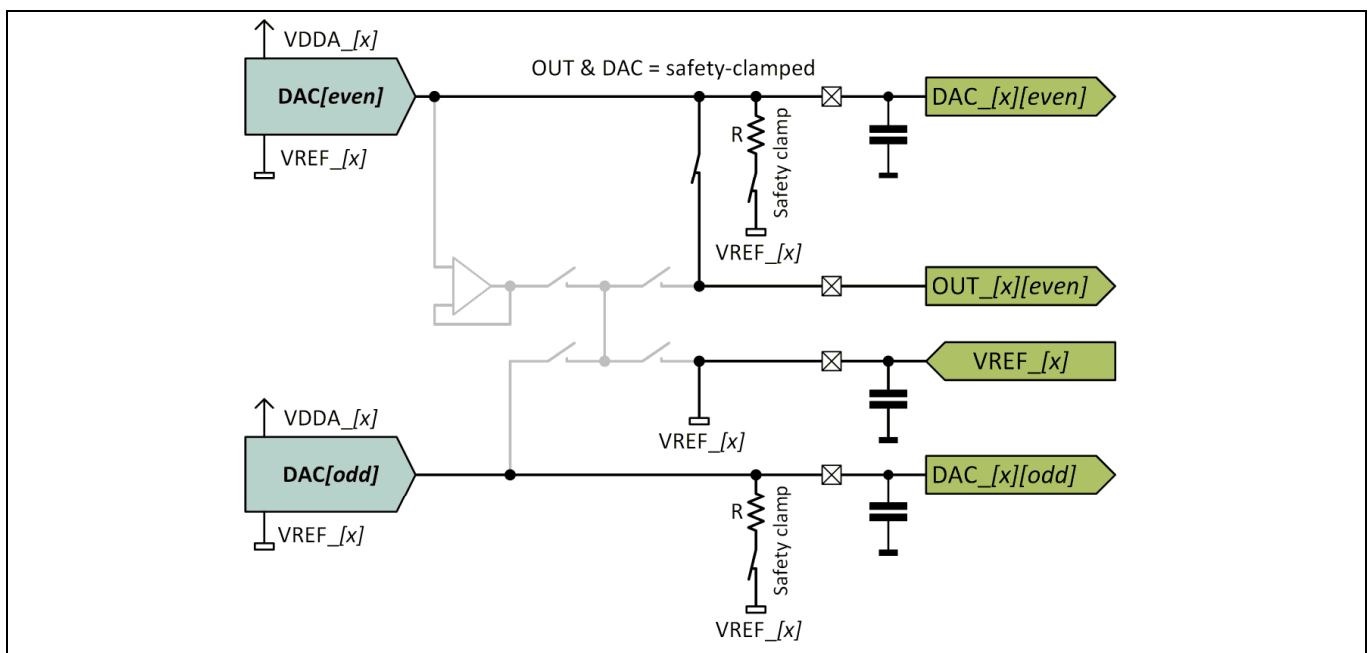 VDDA_[x]
OUT & DAC = safety-clamped
DAC[even]
DAC_[x][even]
R
Safety clamp
VREF_[x]
VREF_[x]
OUT_[x][even]
VREF_[x]
VDDA_[x]
VREF_[x]
DAC[odd]
DAC_[x][odd]
R
Safety clamp
VREF_[x]
VREF_[x]